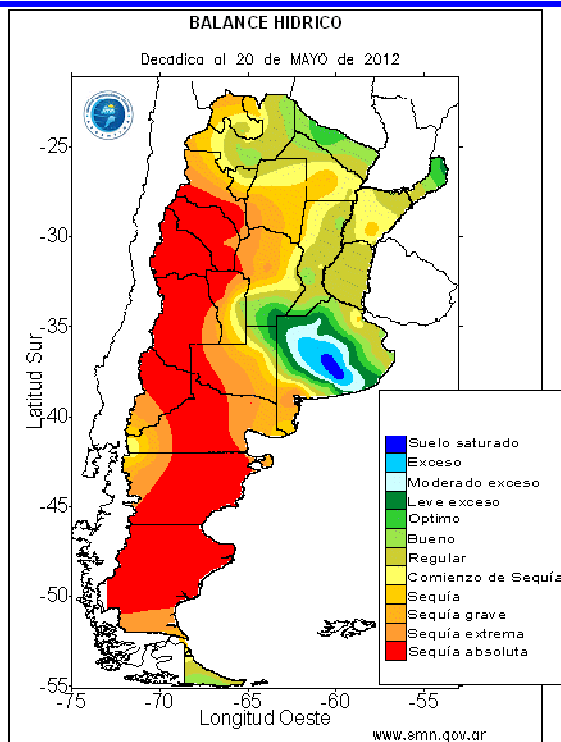 BALANCE HIDRICO
Decadica al 20 de MAYO de 2012
-25
-30
-35
-40
-45
-50
-55
Latitud Sur
-75
-70
-65
-60
-55
Longitud Oeste
Suelo saturado
Exceso
Moderado exceso
Leve exceso
Optimo
Bueno
Regular
Comienzo de Sequía
Sequía
Sequía grave
Sequía extrema
Sequía absoluta
www.smn.gov.ar